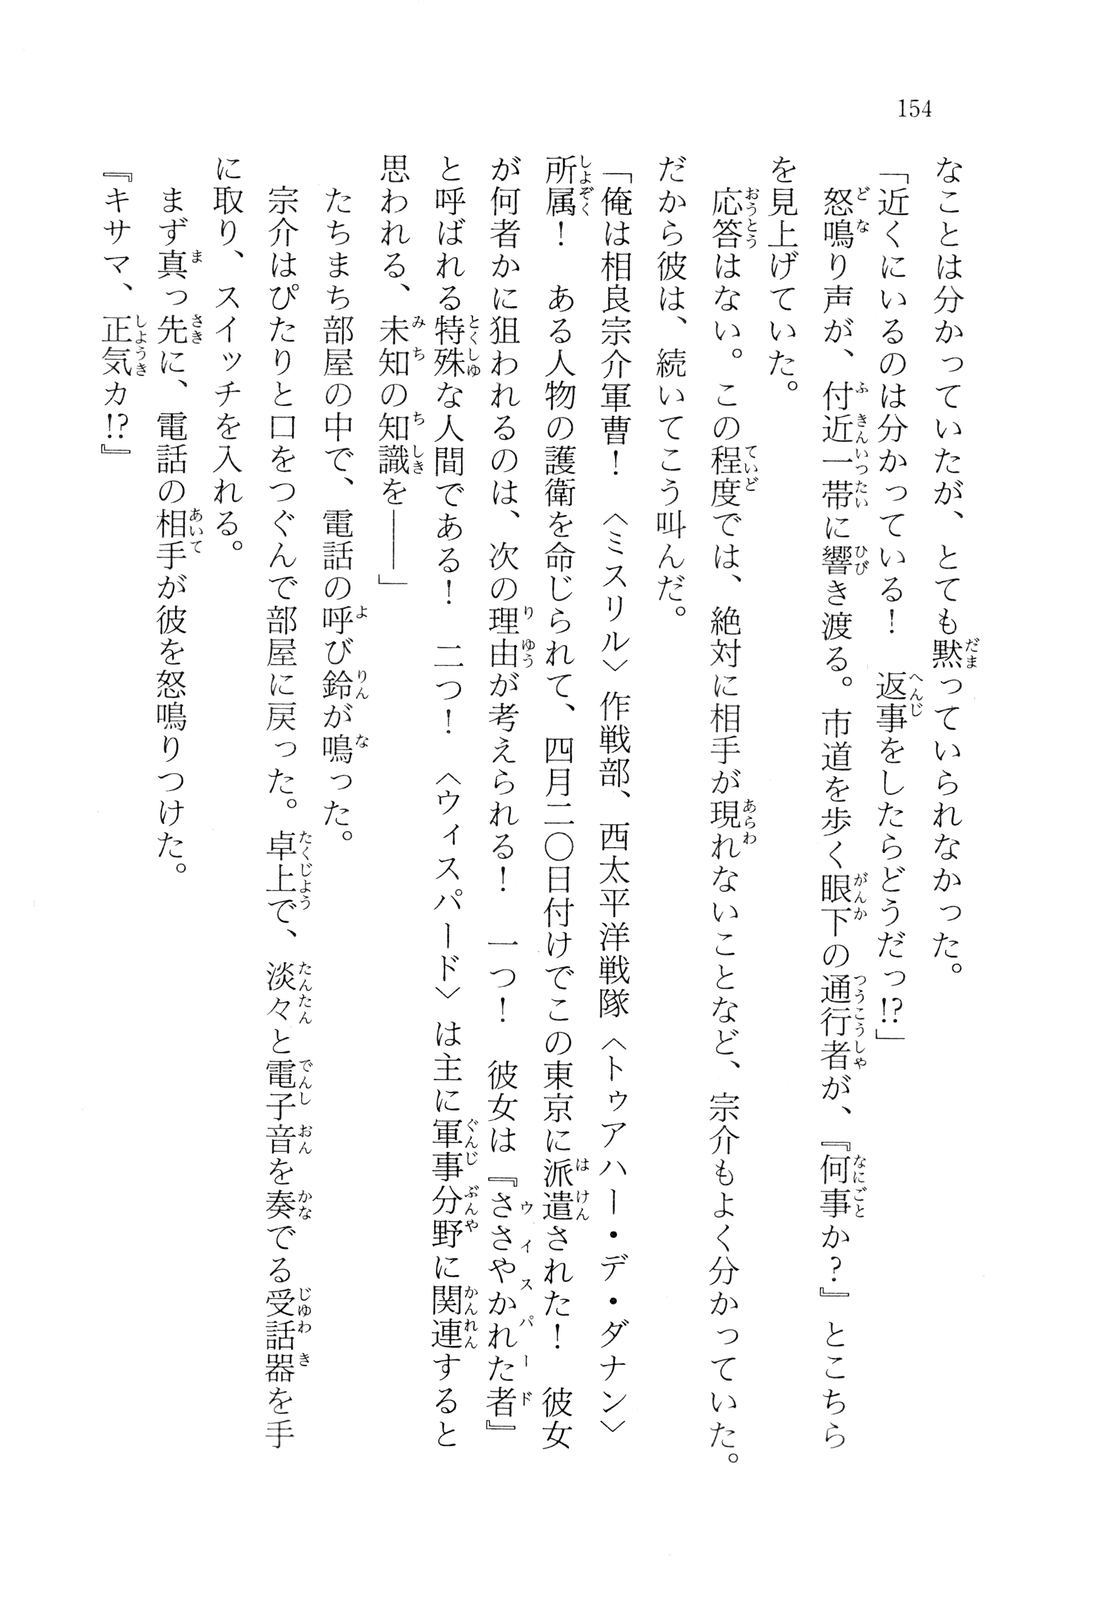 154
なことは分かっていたが、とても黙っていられなかった。
「近くにいるのは分かっている！　返事をしたらどうだっ!?」
　怒鳴り声が、付近一帯に響き渡る。市道を歩く眼下の通行者が、『何事か？』とこちら
を見上げていた。
　応答はない。この程度では、絶対に相手が現れないことなど、宗介もよく分かっていた。
だから彼は、続いてこう叫んだ。
「俺は相良宗介軍曹！　〈ミスリル〉作戦部、西太平洋戦隊〈トゥアハー・デ・ダナン〉
所属！　ある人物の護衛を命じられて、四月二〇日付けでこの東京に派遣された！　彼女
が何者かに狙われるのは、次の理由が考えられる！　一つ！　彼女は『ささやかれた者』
と呼ばれる特殊な人間である！　二つ！　〈ウィスパード〉は主に軍事分野に関連すると
思われる、未知の知識を――」
　たちまち部屋の中で、電話の呼び鈴が鳴った。
　宗介はぴたりと口をつぐんで部屋に戻った。卓上で、淡々と電子音を奏でる受話器を手
に取り、スイッチを入れる。
　まず真っ先に、電話の相手が彼を怒鳴りつけた。
『キサマ、正気カ!?』